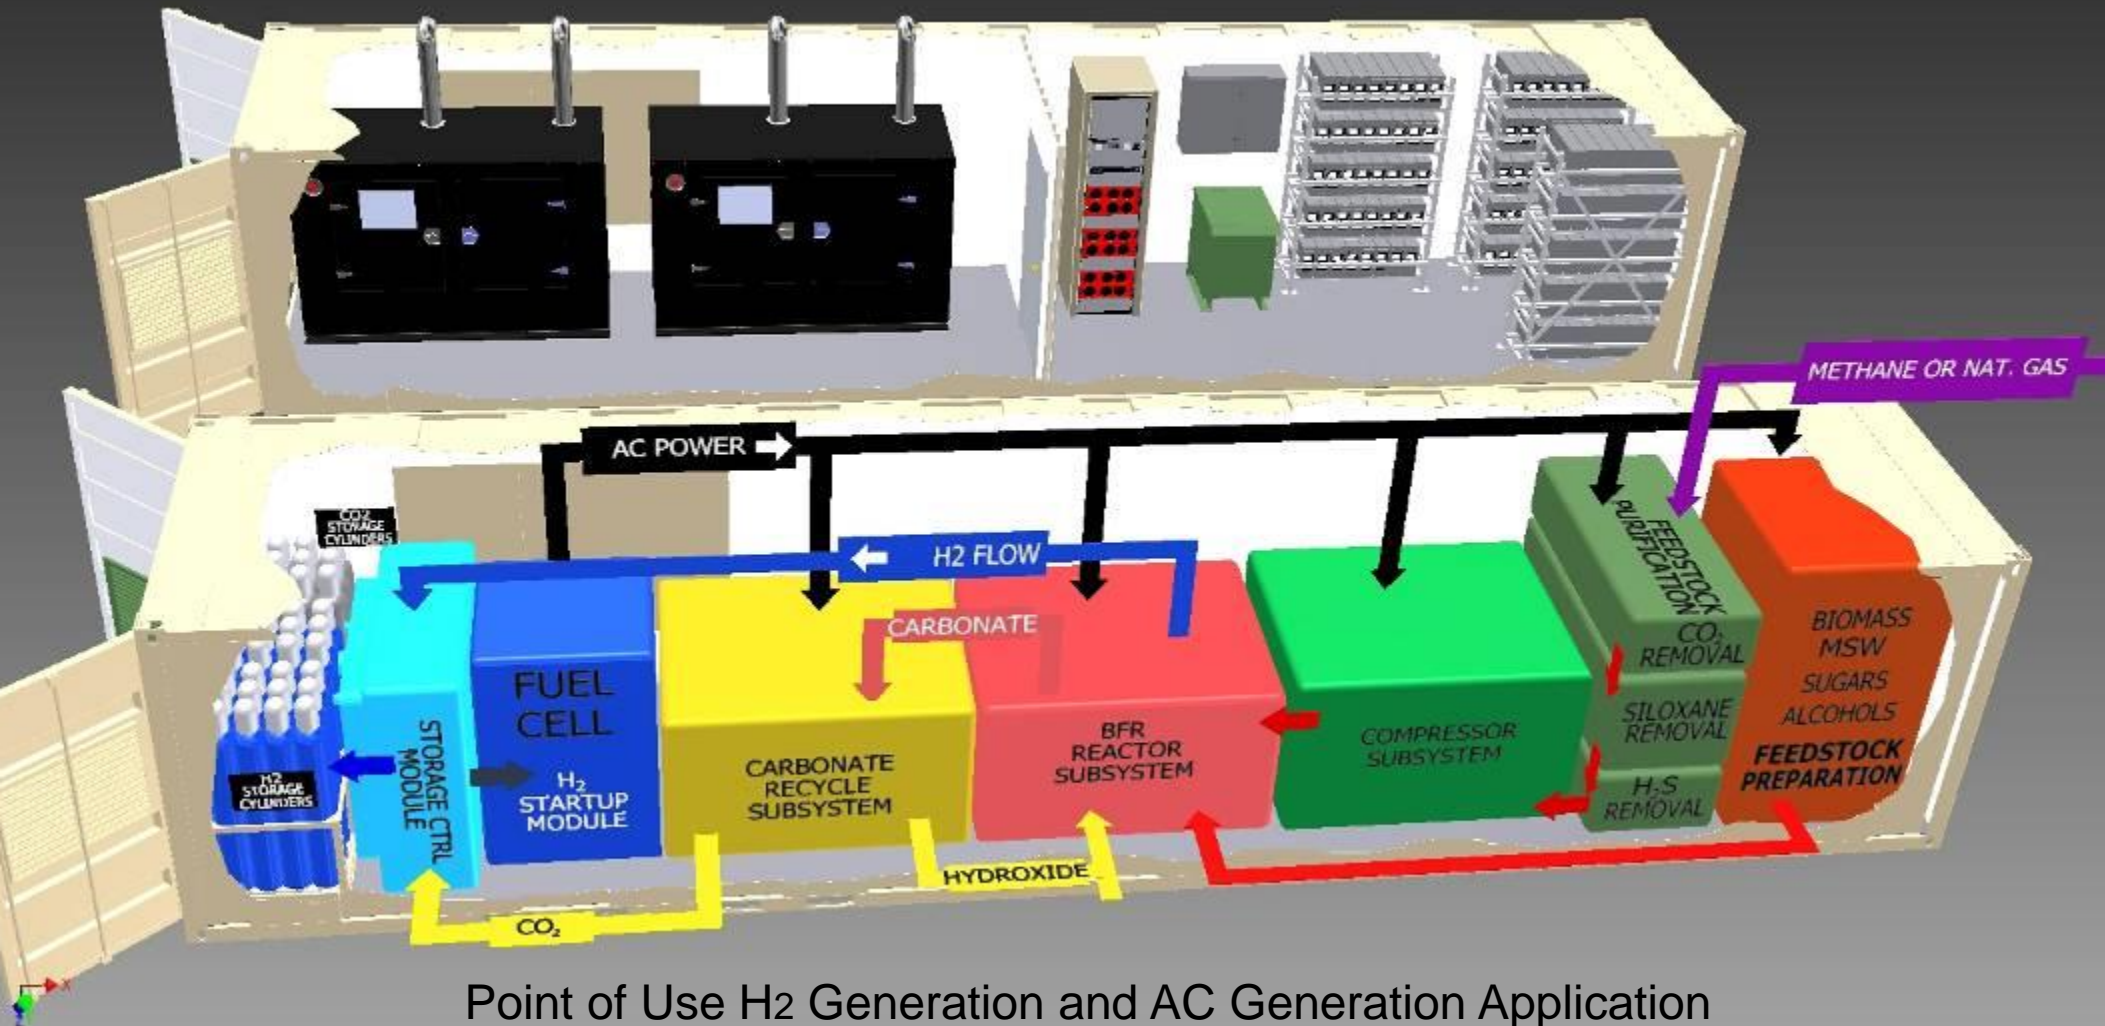 METHANE OR NAT. GAS
AC POWER
CO2
STORAGE
CYLINDERS
H2 FLOW
CARBONATE
FEEDSTOCK
PURIFICATION
CO₂
REMOVAL
SILOXANE
REMOVAL
H₂S
REMOVAL
BIOMASS
MSW
SUGARS
ALCOHOLS
FEEDSTOCK
PREPARATION
COMPRESSOR
SUBSYSTEM
BFR
REACTOR
SUBSYSTEM
CARBONATE
RECYCLE
SUBSYSTEM
FUEL
CELL
H₂
STARTUP
MODULE
STORAGE CTRL
MODULE
H2
STORAGE
CYLINDERS
HYDROXIDE
CO₂
X
Point of Use H2 Generation and AC Generation Application